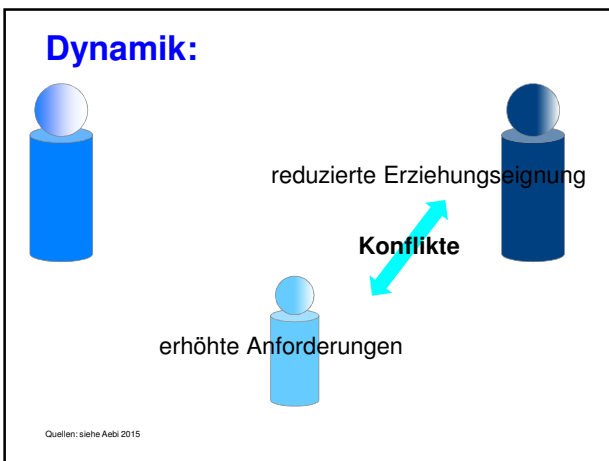 Dynamik:
reduzierte Erziehungseignung
Konflikte
erhöhte Anforderungen
Quellen: siehe Aebi 2015